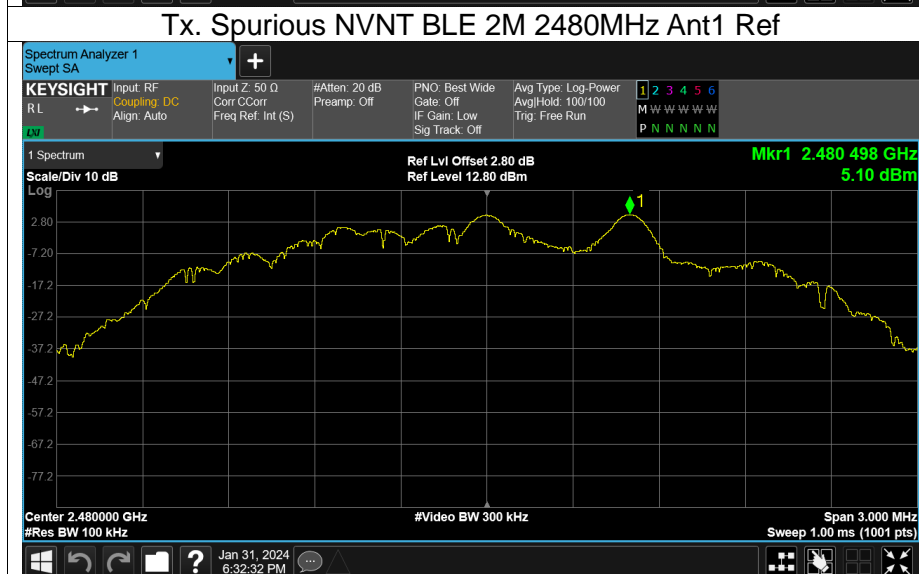 Tx. Spurious NVNT BLE 2M 2480MHz Ant1 Ref
Spectrum Analyzer 1
Swept SA
+
KEYSIGHT
RL
LXI
Input: RF
Coupling: DC
Align: Auto
Input Z: 50 Ω
Corr CCorr
Freq Ref: Int (S)
#Atten: 20 dB
Preamp: Off
PNO: Best Wide
Gate: Off
IF Gain: Low
Sig Track: Off
Avg Type: Log-Power
Avg|Hold: 100/100
Trig: Free Run
1 2 3 4 5 6
M W W W W W
P N N N N N
1 Spectrum
Scale/Div 10 dB
Ref Lvl Offset 2.80 dB
Ref Level 12.80 dBm
Mkr1 2.480 498 GHz
5.10 dBm
Log
1
2.80
-7.20
-17.2
-27.2
-37.2
-47.2
-57.2
-67.2
-77.2
Center 2.480000 GHz
#Video BW 300 kHz
Span 3.000 MHz
#Res BW 100 kHz
Sweep 1.00 ms (1001 pts)
?
Jan 31, 2024
6:32:32 PM